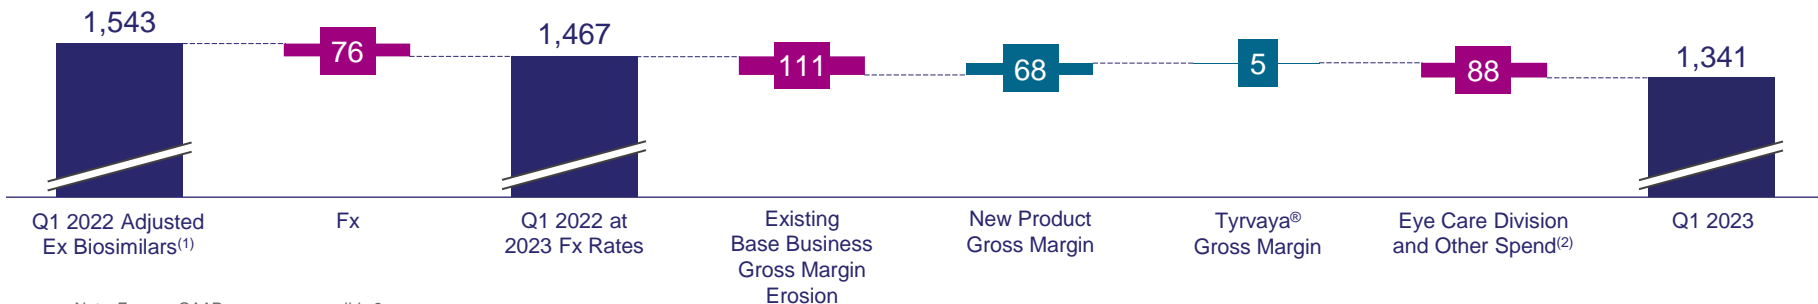 1,543
76
1,467
111
68
5
88
1,341
Q1 2022 Adjusted
Ex Biosimilars(1)
Fx
Q1 2022 at
2023 Fx Rates
Existing
Base Business
Gross Margin
Erosion
New Product
Gross Margin
Tyrvaya®
Gross Margin
Eye Care Division
and Other Spend(2)
Q1 2023